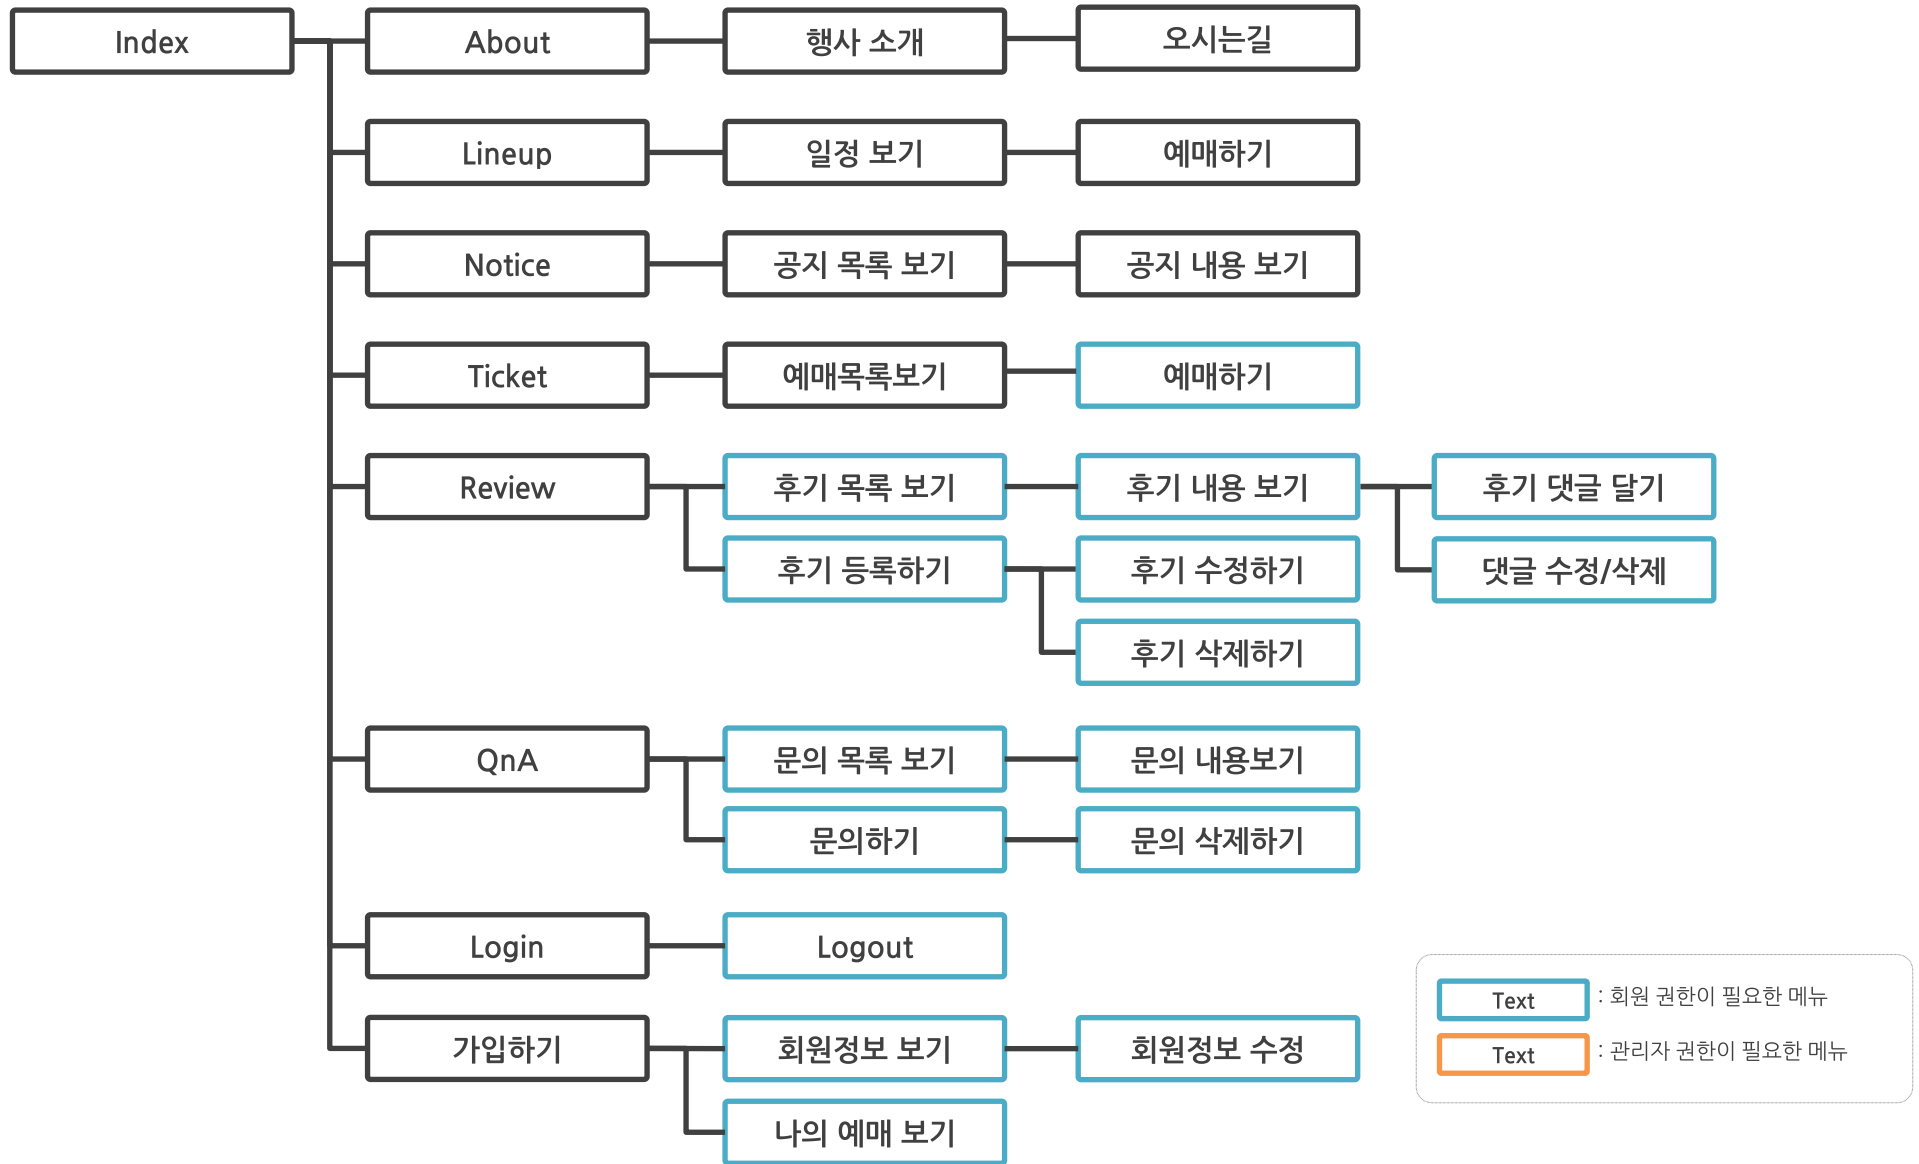 Index
About
행사 소개
오시는길
Lineup
일정 보기
예매하기
Notice
공지 목록 보기
공지 내용 보기
Ticket
예매목록보기
예매하기
Review
후기 목록 보기
후기 내용 보기
후기 댓글 달기
후기 등록하기
후기 수정하기
댓글 수정/삭제
후기 삭제하기
QnA
문의 목록 보기
문의 내용보기
문의하기
문의 삭제하기
Login
Logout
가입하기
회원정보 보기
회원정보 수정
나의 예매 보기
Text : 회원 권한이 필요한 메뉴
Text : 관리자 권한이 필요한 메뉴